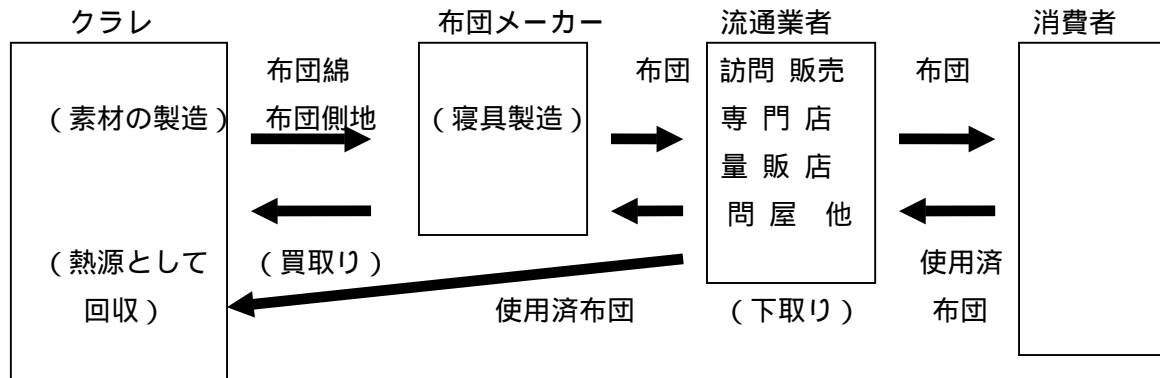 クラレ 布団メーカー 流通業者 消費者
布団綿 布団 訪問 販売 布団
(素材の製造) 布団側地 (寝具製造) 専 門 店
量 販 店
問 屋 他
(熱源として (買取り) 使用済
回収) 使用済布団 (下取り) 布団